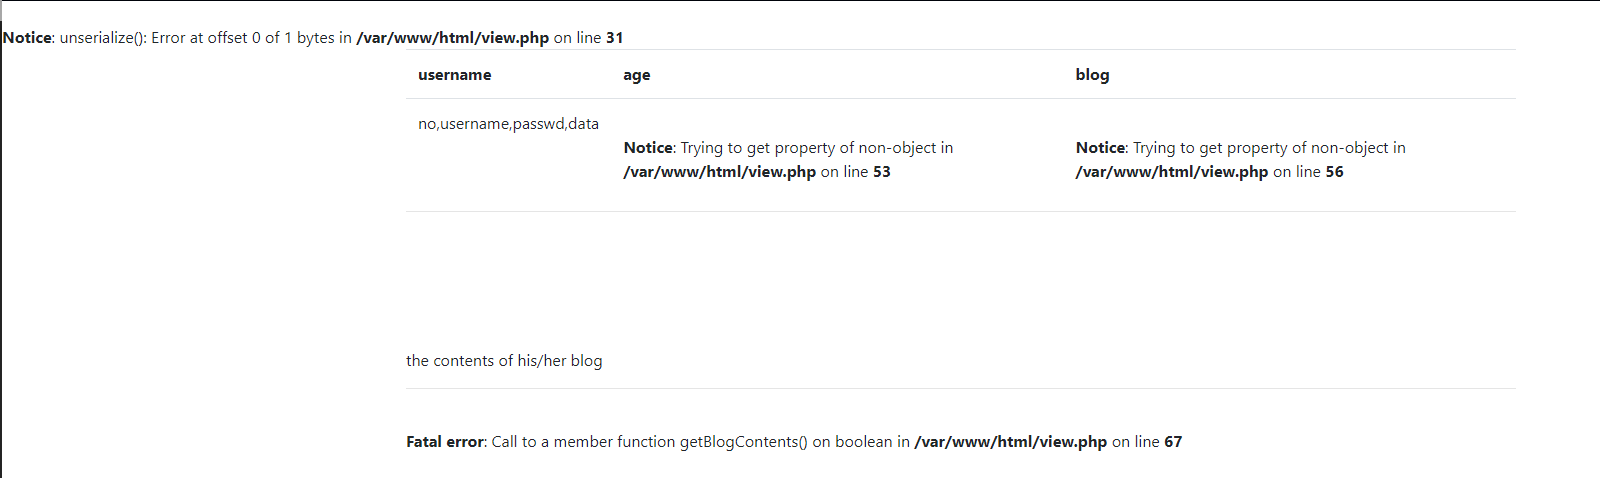 Notice: unserialize(): Error at offset 0 of 1 bytes in /var/www/html/view.php on line 31
username age blog
no,username,passwd,data
Notice: Trying to get property of non-object in
/var/www/html/view.php on line 53
Notice: Trying to get property of non-object in
/var/www/html/view.php on line 56
the contents of his/her blog
Fatal error: Call to a member function getBlogContents() on boolean in /var/www/html/view.php on line 67